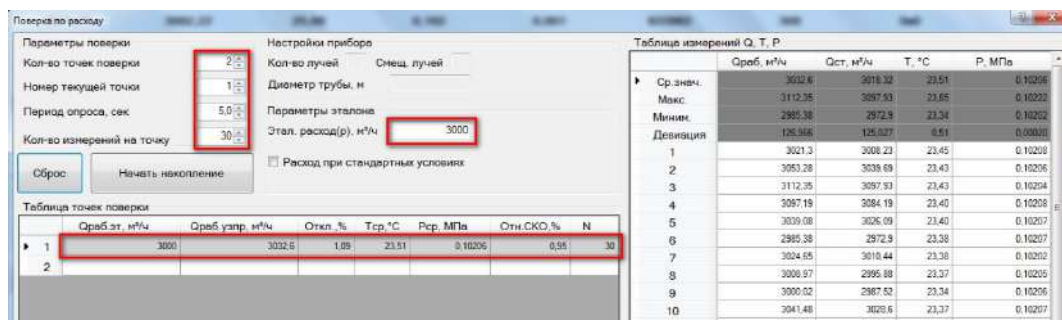 Поверка по расходу
Параметры поверки
Кол-во точек поверки 2
Номер текущей точки 1
Период опроса, сек 5,0
Кол-во измерений на точку 30
Сброс Начать накопление
Настройки прибора
Кол-во лучей Смещ. лучей
Диаметр трубы, м
Параметры эталона
Этал. расход(р), м³/ч 3000
Расход при стандартных условиях
Таблица точек поверки
Qраб.эт, м³/ч Qраб.узпр, м³/ч Откл.,% Tср,°C Pср, МПа Отн.СКО,% N
1 3000 3032,6 1,09 23,51 0,10206 0,95 30
2
Таблица измерений Q, T, P
Qраб, м³/ч Qст, м³/ч T, °C P, МПа
Ср.знач. 3032,6 3018.32 23,51 0.10206
Макс. 3112,35 3097,93 23,85 0.10222
Миним. 2985,38 2972,9 23,34 0.10202
Девиация 126,966 125,027 0,51 0,00020
1 3021.3 3008.23 23,45 0.10208
2 3053.28 3039.69 23,43 0.10206
3 3112,35 3097,93 23,43 0.10204
4 3097.19 3084.19 23,40 0.10208
5 3039.08 3026,09 23,40 0.10207
6 2985,38 2972,9 23,38 0.10207
7 3024,65 3010,44 23,38 0.10202
8 3008,97 2995.88 23,37 0.10205
9 3000.02 2987.52 23,34 0.10206
10 3041,48 3028,6 23,37 0.10207